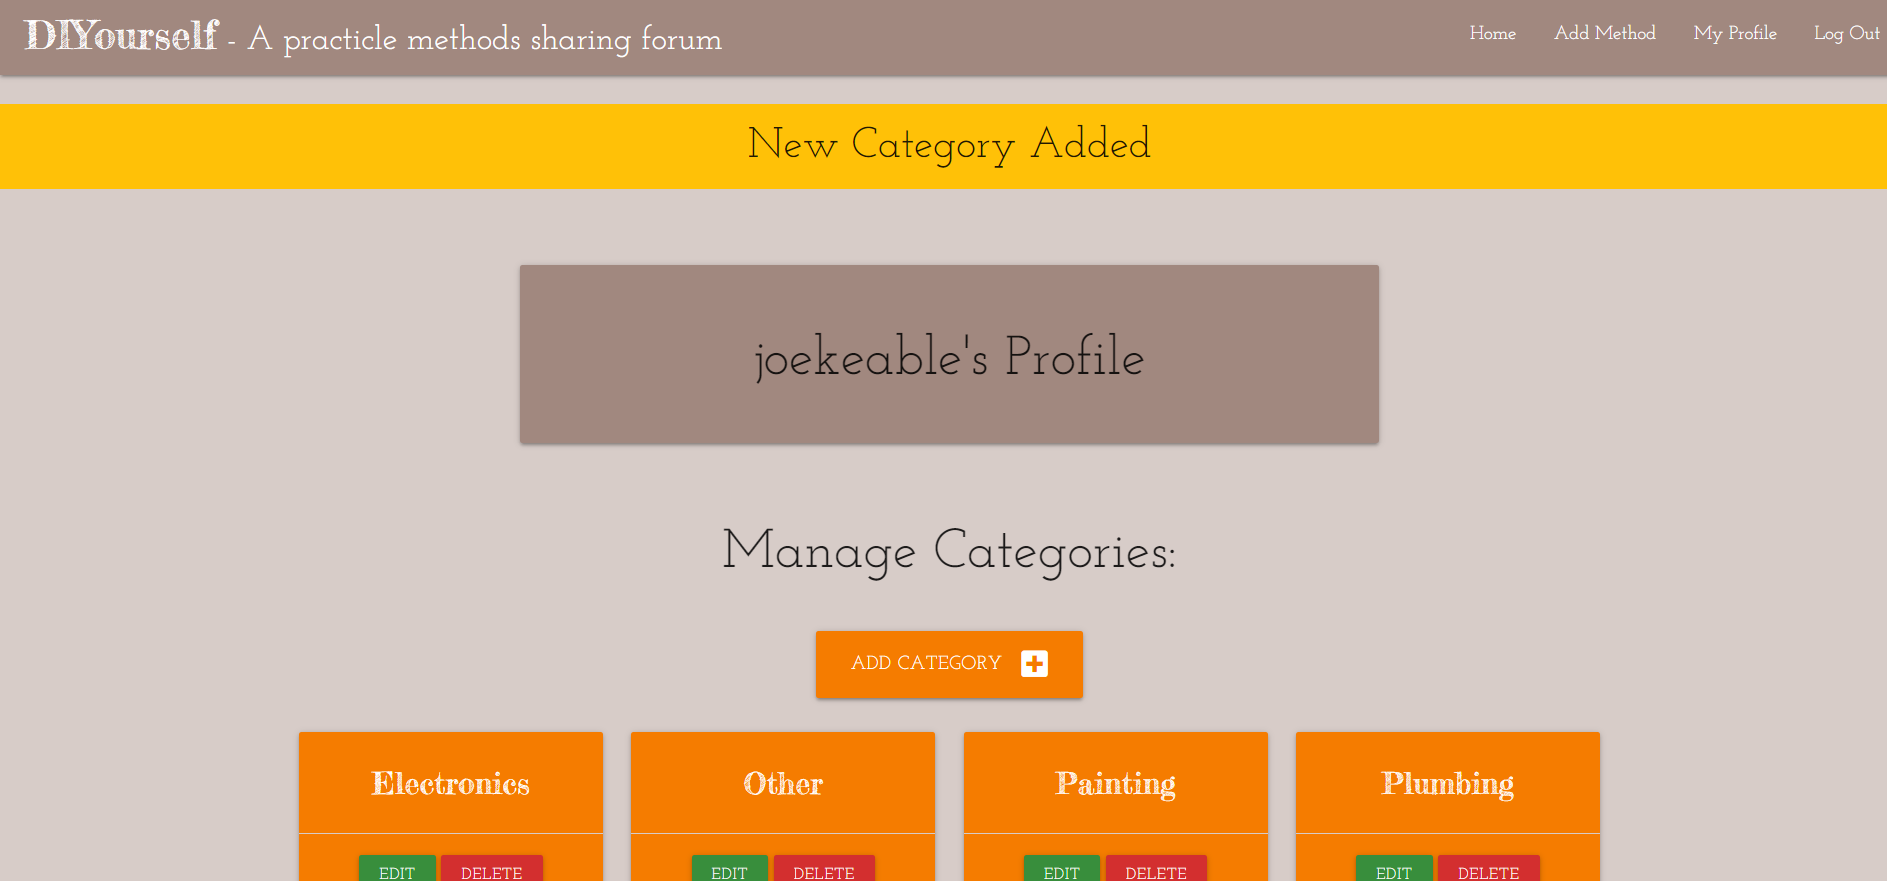 DIYourself - A practicle methods sharing forum
Home Add Method My Profile Log Out
New Category Added
joekeable's Profile
Manage Categories:
ADD CATEGORY
Electronics Other Painting Plumbing
EDIT DELETE EDIT DELETE EDIT DELETE EDIT DELETE